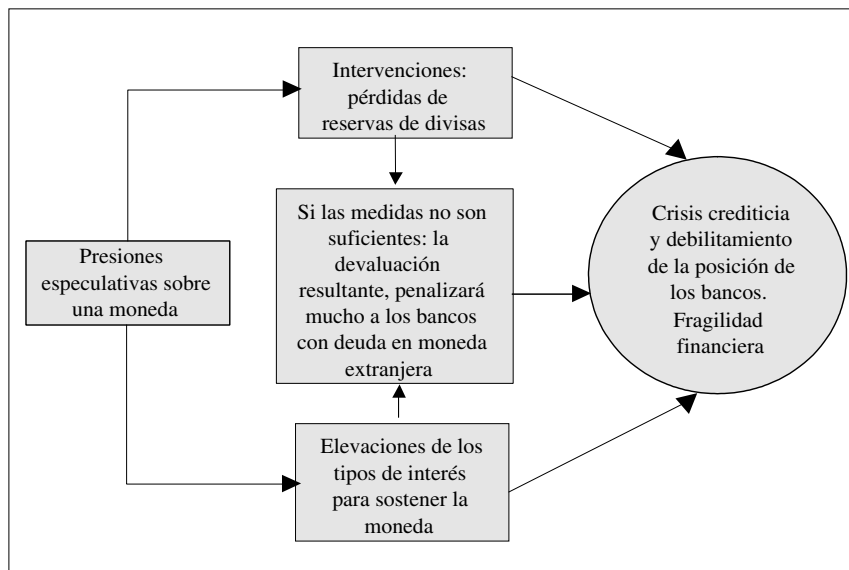 Intervenciones:
pérdidas de
reservas de divisas
Presiones
especulativas sobre
una moneda
Si las medidas no son
suficientes: la
devaluación
resultante, penalizará
mucho a los bancos
con deuda en moneda
extranjera
Crisis crediticia
y debilitamiento
de la posición de
los bancos.
Fragilidad
financiera
Elevaciones de los
tipos de interés
para sostener la
moneda